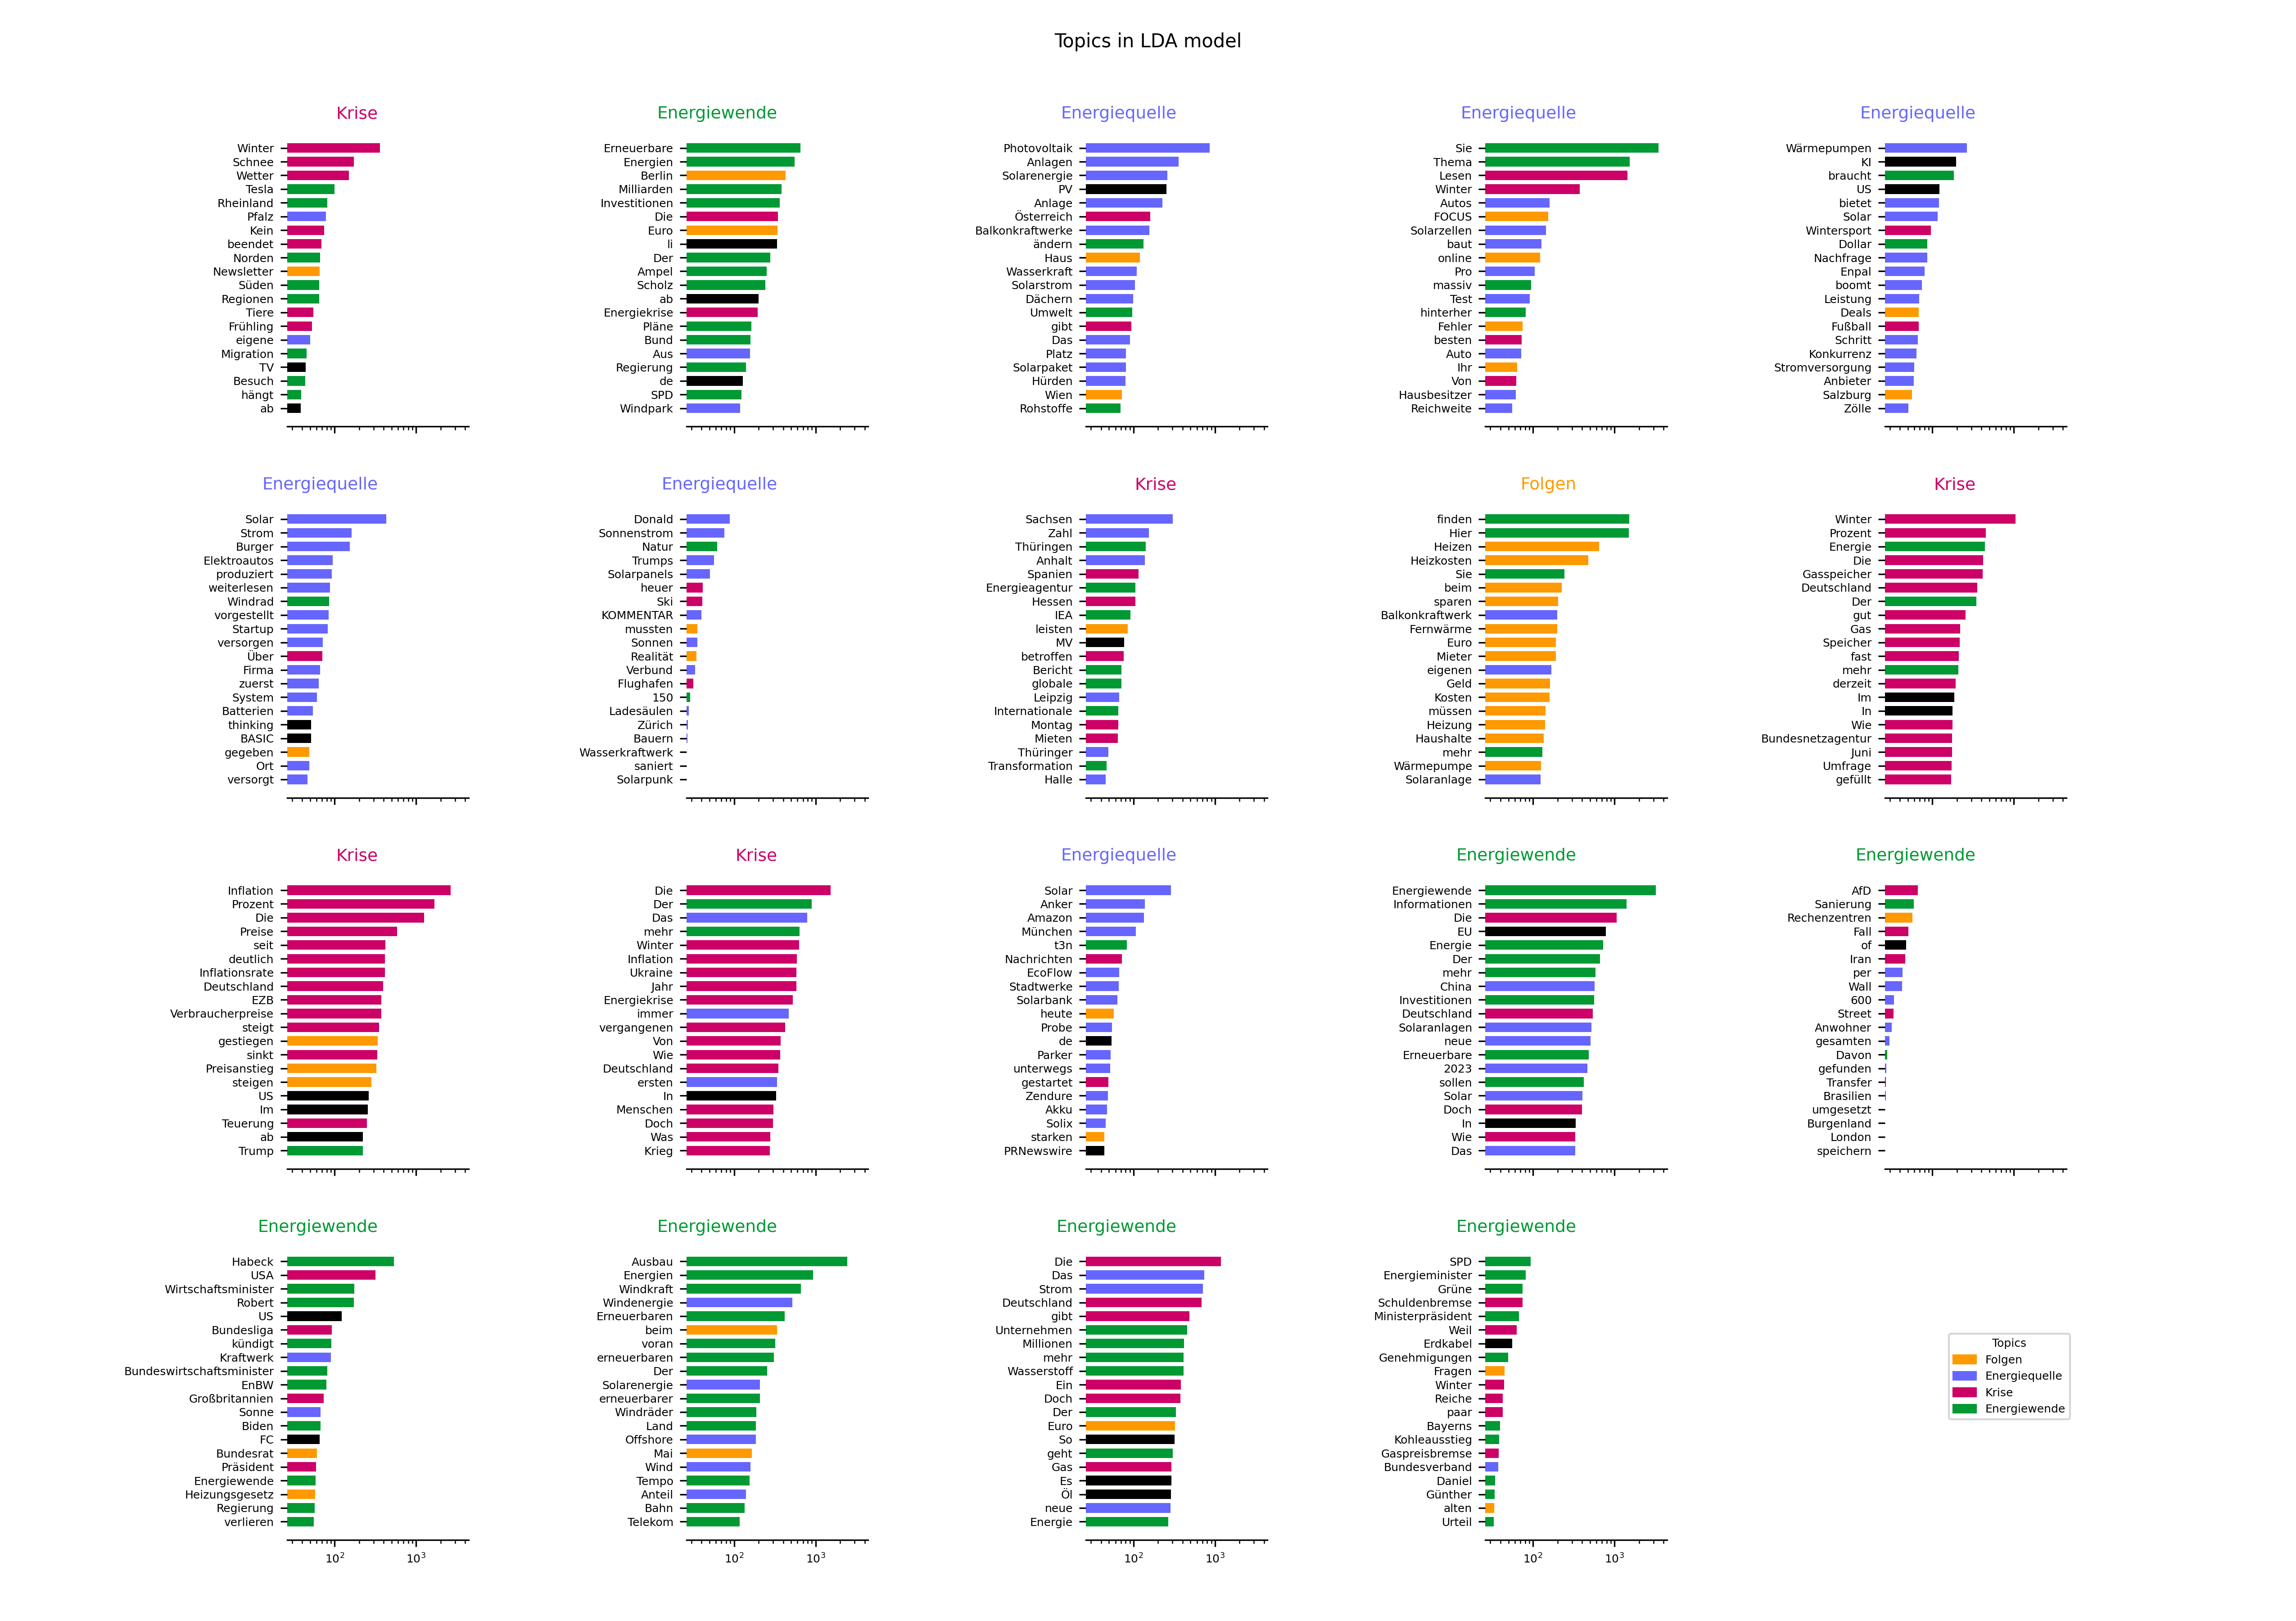 Topics in LDA model
Krise
Winter
Schnee
Wetter
Tesla
Rheinland
Pfalz
Kein
beendet
Norden
Newsletter
Süden
Regionen
Tiere
Frühling
eigene
Migration
TV
Besuch
hängt
ab
Energiewende
Erneuerbare
Energien
Berlin
Milliarden
Investitionen
Die
Euro
li
Der
Ampel
Scholz
ab
Energiekrise
Pläne
Bund
Aus
Regierung
de
SPD
Windpark
Energiequelle
Photovoltaik
Anlagen
Solarenergie
PV
Anlage
Österreich
Balkonkraftwerke
ändern
Haus
Wasserkraft
Solarstrom
Dächern
Umwelt
gibt
Das
Platz
Solarpaket
Hürden
Wien
Rohstoffe
Energiequelle
Sie
Thema
Lesen
Winter
Autos
FOCUS
Solarzellen
baut
online
Pro
massiv
Test
hinterher
Fehler
besten
Auto
Ihr
Von
Hausbesitzer
Reichweite
Energiequelle
Wärmepumpen
KI
braucht
US
bietet
Solar
Wintersport
Dollar
Nachfrage
Enpal
boomt
Leistung
Deals
Fußball
Schritt
Konkurrenz
Stromversorgung
Anbieter
Salzburg
Zölle
Energiequelle
Solar
Strom
Burger
Elektroautos
produziert
weiterlesen
Windrad
vorgestellt
Startup
versorgen
Über
Firma
zuerst
System
Batterien
thinking
BASIC
gegeben
Ort
versorgt
Energiequelle
Donald
Sonnenstrom
Natur
Trumps
Solarpanels
heuer
Ski
KOMMENTAR
mussten
Sonnen
Realität
Verbund
Flughafen
150
Ladesäulen
Zürich
Bauern
Wasserkraftwerk
saniert
Solarpunk
Krise
Sachsen
Zahl
Thüringen
Anhalt
Spanien
Energieagentur
Hessen
IEA
leisten
MV
betroffen
Bericht
globale
Leipzig
Internationale
Montag
Mieten
Thüringer
Transformation
Halle
Folgen
finden
Hier
Heizen
Heizkosten
Sie
beim
sparen
Balkonkraftwerk
Fernwärme
Euro
Mieter
eigenen
Geld
Kosten
müssen
Heizung
Haushalte
mehr
Wärmepumpe
Solaranlage
Krise
Winter
Prozent
Energie
Die
Gasspeicher
Deutschland
Der
gut
Gas
Speicher
fast
mehr
derzeit
Im
In
Wie
Bundesnetzagentur
Juni
Umfrage
gefüllt
Krise
Inflation
Prozent
Die
Preise
seit
deutlich
Inflationsrate
Deutschland
EZB
Verbraucherpreise
steigt
gestiegen
sinkt
Preisanstieg
steigen
US
Im
Teuerung
ab
Trump
Krise
Die
Der
Das
mehr
Winter
Inflation
Ukraine
Jahr
Energiekrise
immer
vergangenen
Von
Wie
Deutschland
ersten
In
Menschen
Doch
Was
Krieg
Energiequelle
Solar
Anker
Amazon
München
t3n
Nachrichten
EcoFlow
Stadtwerke
Solarbank
heute
Probe
de
Parker
unterwegs
gestartet
Zendure
Akku
Solix
starken
PRNewswire
Energiewende
Energiewende
Informationen
Die
EU
Energie
Der
mehr
China
Investitionen
Deutschland
Solaranlagen
neue
Erneuerbare
2023
sollen
Solar
Doch
In
Wie
Das
Energiewende
AfD
Sanierung
Rechenzentren
Fall
of
Iran
per
Wall
600
Street
Anwohner
gesamten
Davon
gefunden
Transfer
Brasilien
umgesetzt
Burgenland
London
speichern
Energiewende
Habeck
USA
Wirtschaftsminister
Robert
US
Bundesliga
kündigt
Kraftwerk
Bundeswirtschaftsminister
EnBW
Großbritannien
Sonne
Biden
FC
Bundesrat
Präsident
Energiewende
Heizungsgesetz
Regierung
verlieren
10²
10³
Energiewende
Ausbau
Energien
Windkraft
Windenergie
Erneuerbaren
beim
voran
erneuerbaren
Der
Solarenergie
erneuerbarer
Windräder
Land
Offshore
Mai
Wind
Tempo
Anteil
Bahn
Telekom
10²
10³
Energiewende
Die
Das
Strom
Deutschland
gibt
Unternehmen
Millionen
mehr
Wasserstoff
Ein
Doch
Der
Euro
So
geht
Gas
Es
Öl
neue
Energie
10²
10³
Energiewende
SPD
Energieminister
Grüne
Schuldenbremse
Ministerpräsident
Weil
Erdkabel
Genehmigungen
Fragen
Winter
Reiche
paar
Bayerns
Kohleausstieg
Gaspreisbremse
Bundesverband
Daniel
Günther
alten
Urteil
10²
10³
Topics
Folgen
Energiequelle
Krise
Energiewende